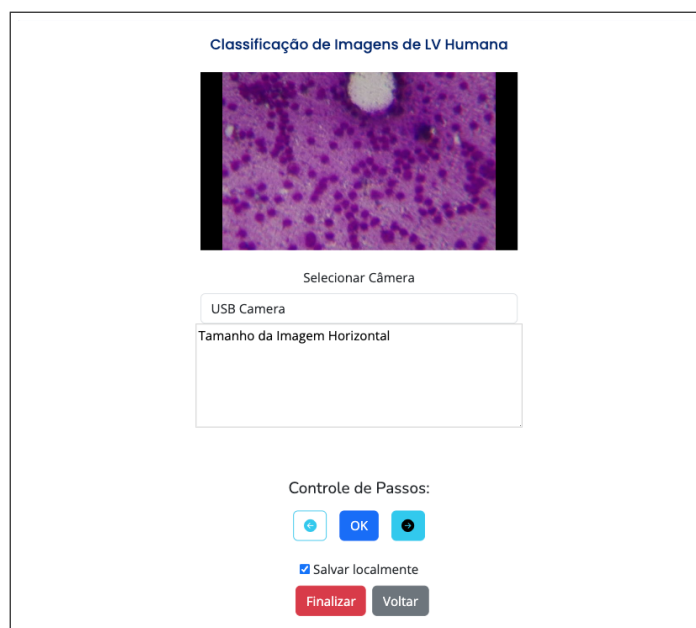 Classificação de Imagens de LV Humana
Selecionar Câmera
USB Camera
Tamanho da Imagem Horizontal
Controle de Passos:
OK
Salvar localmente
Finalizar Voltar